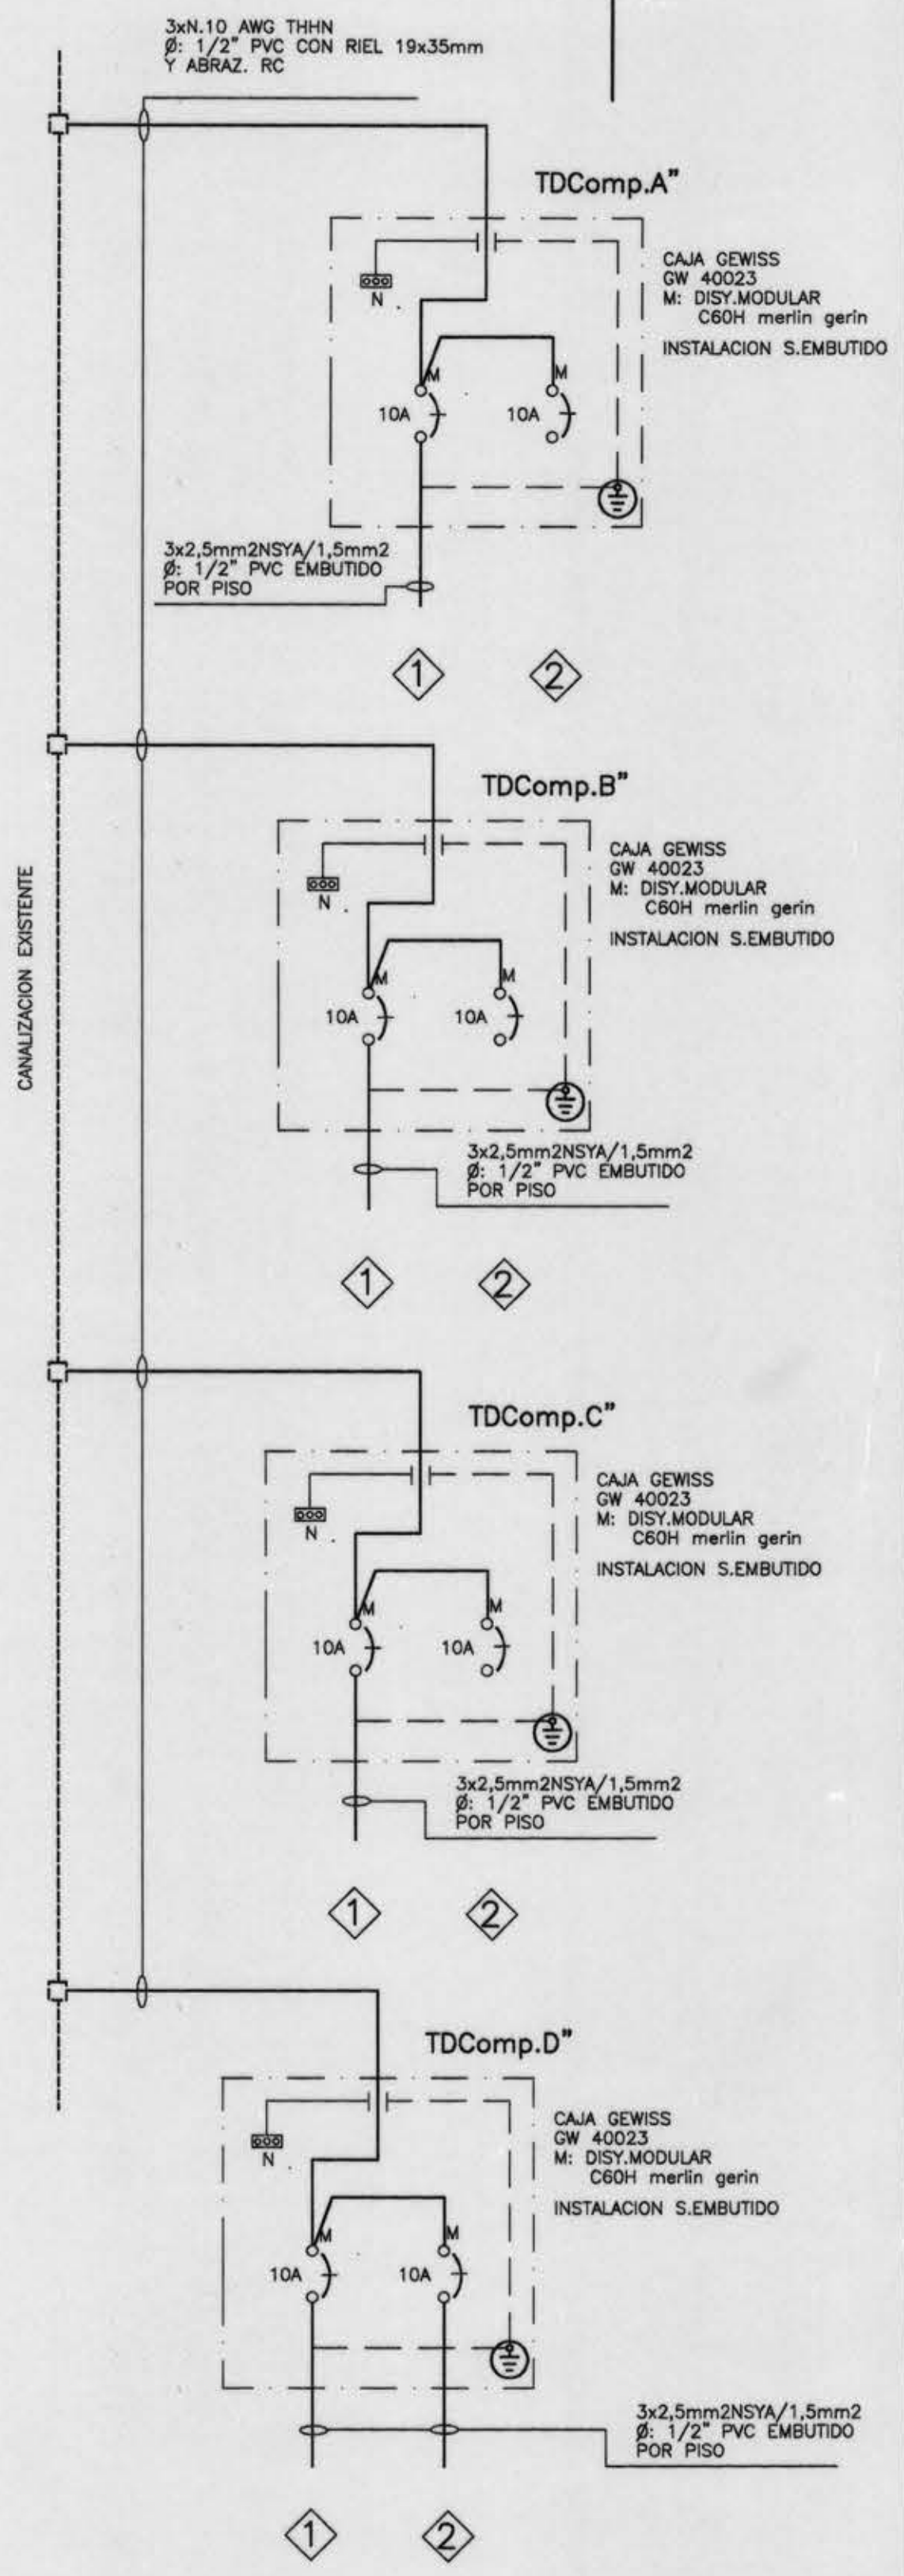 3xN.10 AWG THHN
Ø: 1/2" PVC CON RIEL 19x35mm
Y ABRAZ. RC
TDComp.A"
CAJA GEWISS
GW 40023
M: DISY.MODULAR
C60H merlin gerin
INSTALACION S.EMBUTIDO
N
M
M
10A
10A
3x2,5mm2NSYA/1,5mm2
Ø: 1/2" PVC EMBUTIDO
POR PISO
1
2
CANALIZACION EXISTENTE
TDComp.B"
CAJA GEWISS
GW 40023
M: DISY.MODULAR
C60H merlin gerin
INSTALACION S.EMBUTIDO
N
M
M
10A
10A
3x2,5mm2NSYA/1,5mm2
Ø: 1/2" PVC EMBUTIDO
POR PISO
1
2
TDComp.C"
CAJA GEWISS
GW 40023
M: DISY.MODULAR
C60H merlin gerin
INSTALACION S.EMBUTIDO
N
M
M
10A
10A
3x2,5mm2NSYA/1,5mm2
Ø: 1/2" PVC EMBUTIDO
POR PISO
1
2
TDComp.D"
CAJA GEWISS
GW 40023
M: DISY.MODULAR
C60H merlin gerin
INSTALACION S.EMBUTIDO
N
M
M
10A
10A
3x2,5mm2NSYA/1,5mm2
Ø: 1/2" PVC EMBUTIDO
POR PISO
1
2